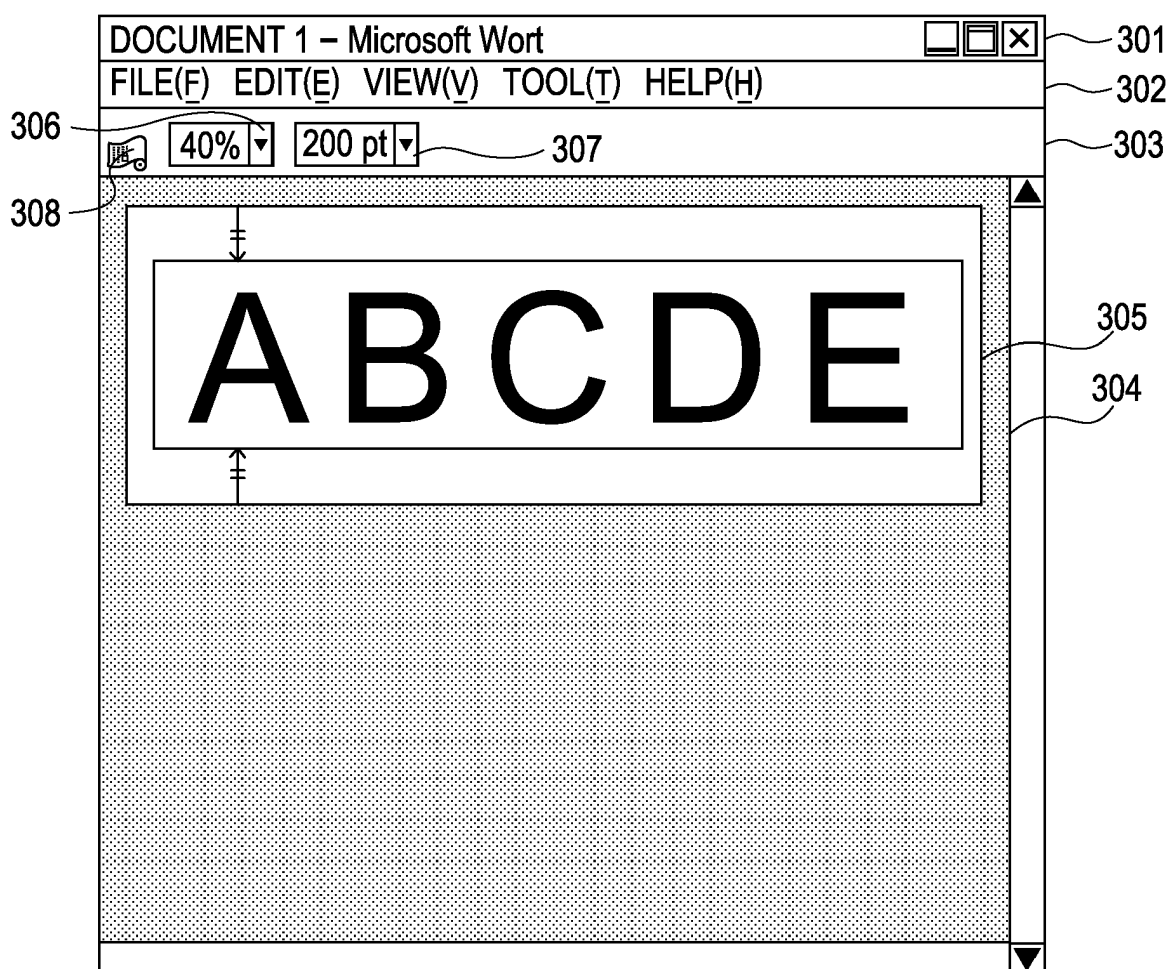 DOCUMENT 1 – Microsoft Wort
301
FILE(F) EDIT(E) VIEW(V) TOOL(T) HELP(H)
302
306
40%
200 pt
307
303
308
ABCDE
305
304